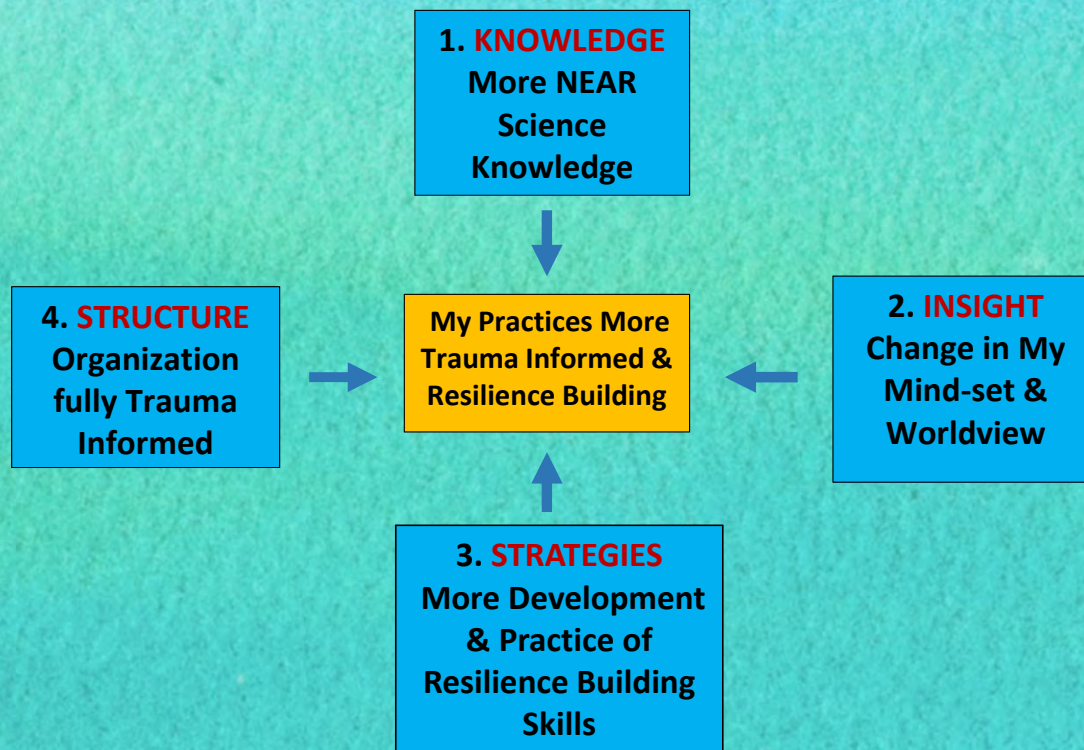 1. KNOWLEDGE
More NEAR
Science
Knowledge
4. STRUCTURE
Organization
fully Trauma
Informed
My Practices More
Trauma Informed &
Resilience Building
2. INSIGHT
Change in My
Mind-set &
Worldview
3. STRATEGIES
More Development
& Practice of
Resilience Building
Skills